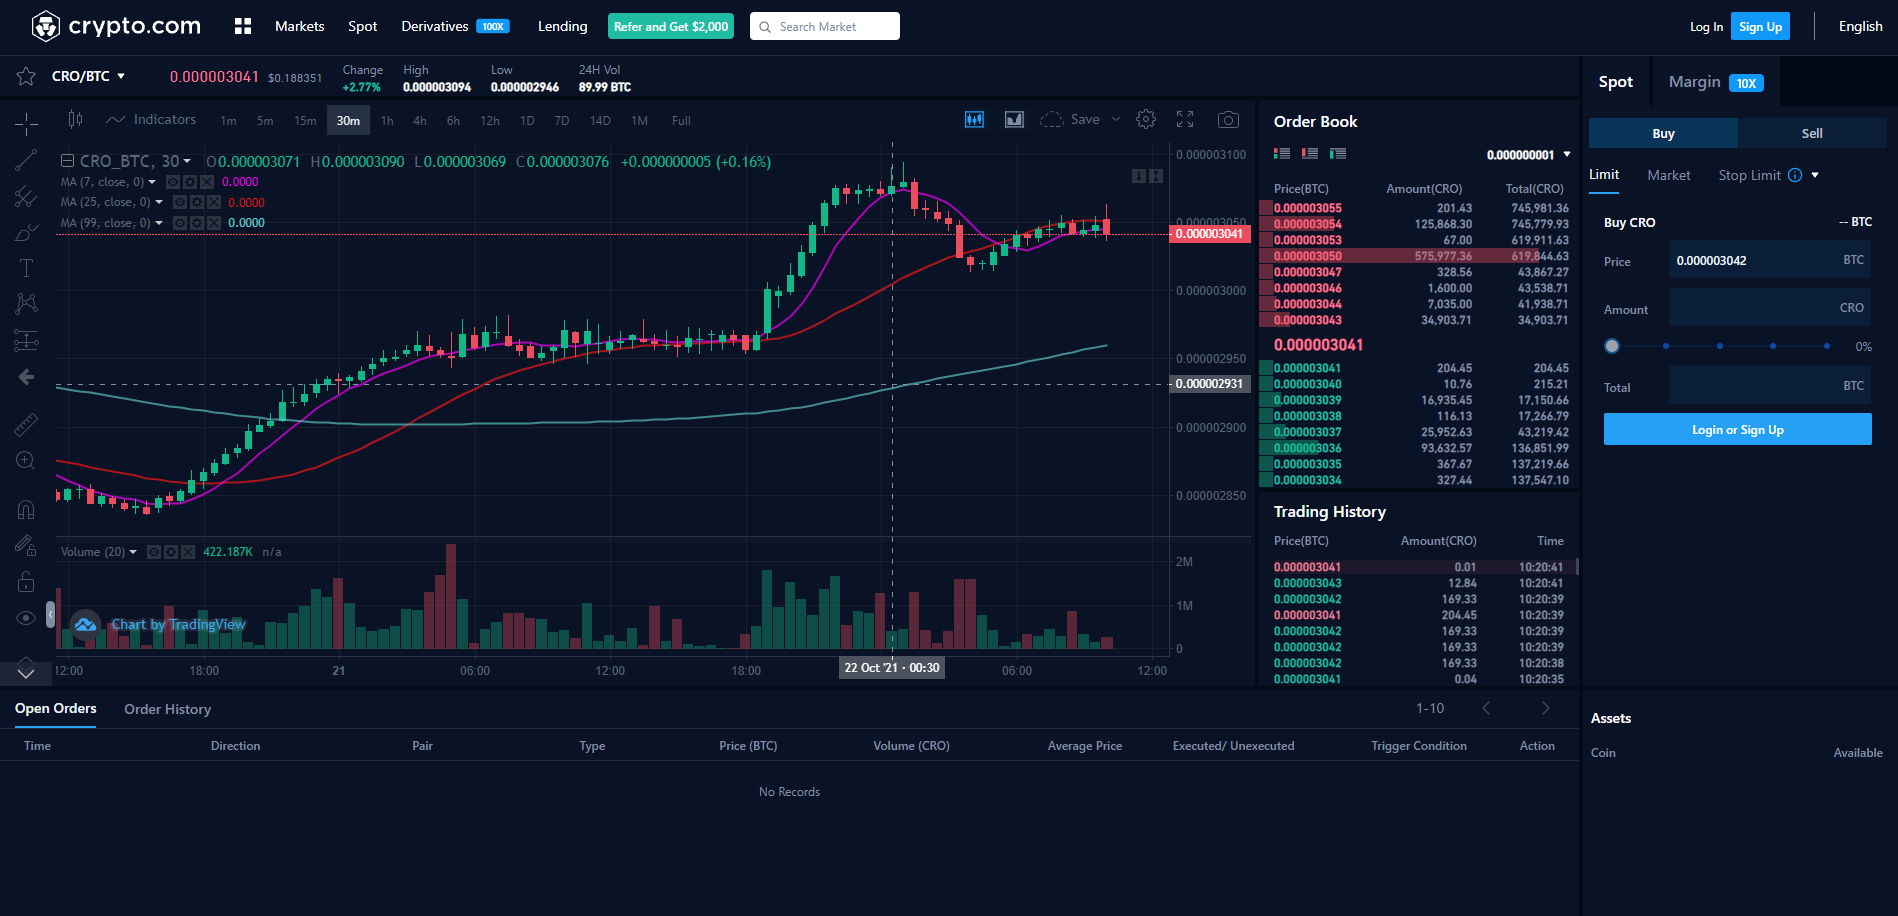 crypto.com Markets Spot Derivatives 100X Lending Refer and Get $2,000 Search Market Log In Sign Up English
CRO/BTC 0.000003041 $0.188351
Change High Low 24H Vol
+2.77% 0.000003094 0.000002946 89.99 BTC
Indicators 1m 5m 15m 30m 1h 4h 6h 12h 1D 7D 14D 1M Full Save
CRO_BTC, 30 O0.000003071 H0.000003090 L0.000003069 C0.000003076 +0.000000005 (+0.16%)
MA (7, close, 0) 0.0000
MA (25, close, 0) 0.0000
MA (99, close, 0) 0.0000
0.000003100
0.000003050
0.000003041
0.000003000
0.000002950
0.000002931
0.000002900
0.000002850
Volume (20) 422.187K n/a
2M
1M
0
Chart by TradingView
12:00 18:00 21 06:00 12:00 18:00 22 Oct '21 · 00:30 06:00 12:00
Order Book
0.000000001
Price(BTC) Amount(CRO) Total(CRO)
0.000003055 201.43 745,981.36
0.000003054 125,868.30 745,779.93
0.000003053 67.00 619,911.63
0.000003050 575,977.36 619,844.63
0.000003047 328.56 43,867.27
0.000003046 1,600.00 43,538.71
0.000003044 7,035.00 41,938.71
0.000003043 34,903.71 34,903.71
0.000003041
0.000003041 204.45 204.45
0.000003040 10.76 215.21
0.000003039 16,935.45 17,150.66
0.000003038 116.13 17,266.79
0.000003037 25,952.63 43,219.42
0.000003036 93,632.57 136,851.99
0.000003035 367.67 137,219.66
0.000003034 327.44 137,547.10
Trading History
Price(BTC) Amount(CRO) Time
0.000003041 0.01 10:20:41
0.000003043 12.84 10:20:41
0.000003042 169.33 10:20:39
0.000003041 204.45 10:20:39
0.000003042 169.33 10:20:39
0.000003042 169.33 10:20:39
0.000003042 169.33 10:20:38
0.000003041 0.04 10:20:35
Spot Margin 10X
Buy Sell
Limit Market Stop Limit
Buy CRO -- BTC
Price 0.000003042 BTC
Amount CRO
0%
Total BTC
Login or Sign Up
Open Orders Order History 1-10
Time Direction Pair Type Price (BTC) Volume (CRO) Average Price Executed/ Unexecuted Trigger Condition Action
No Records
Assets
Coin Available